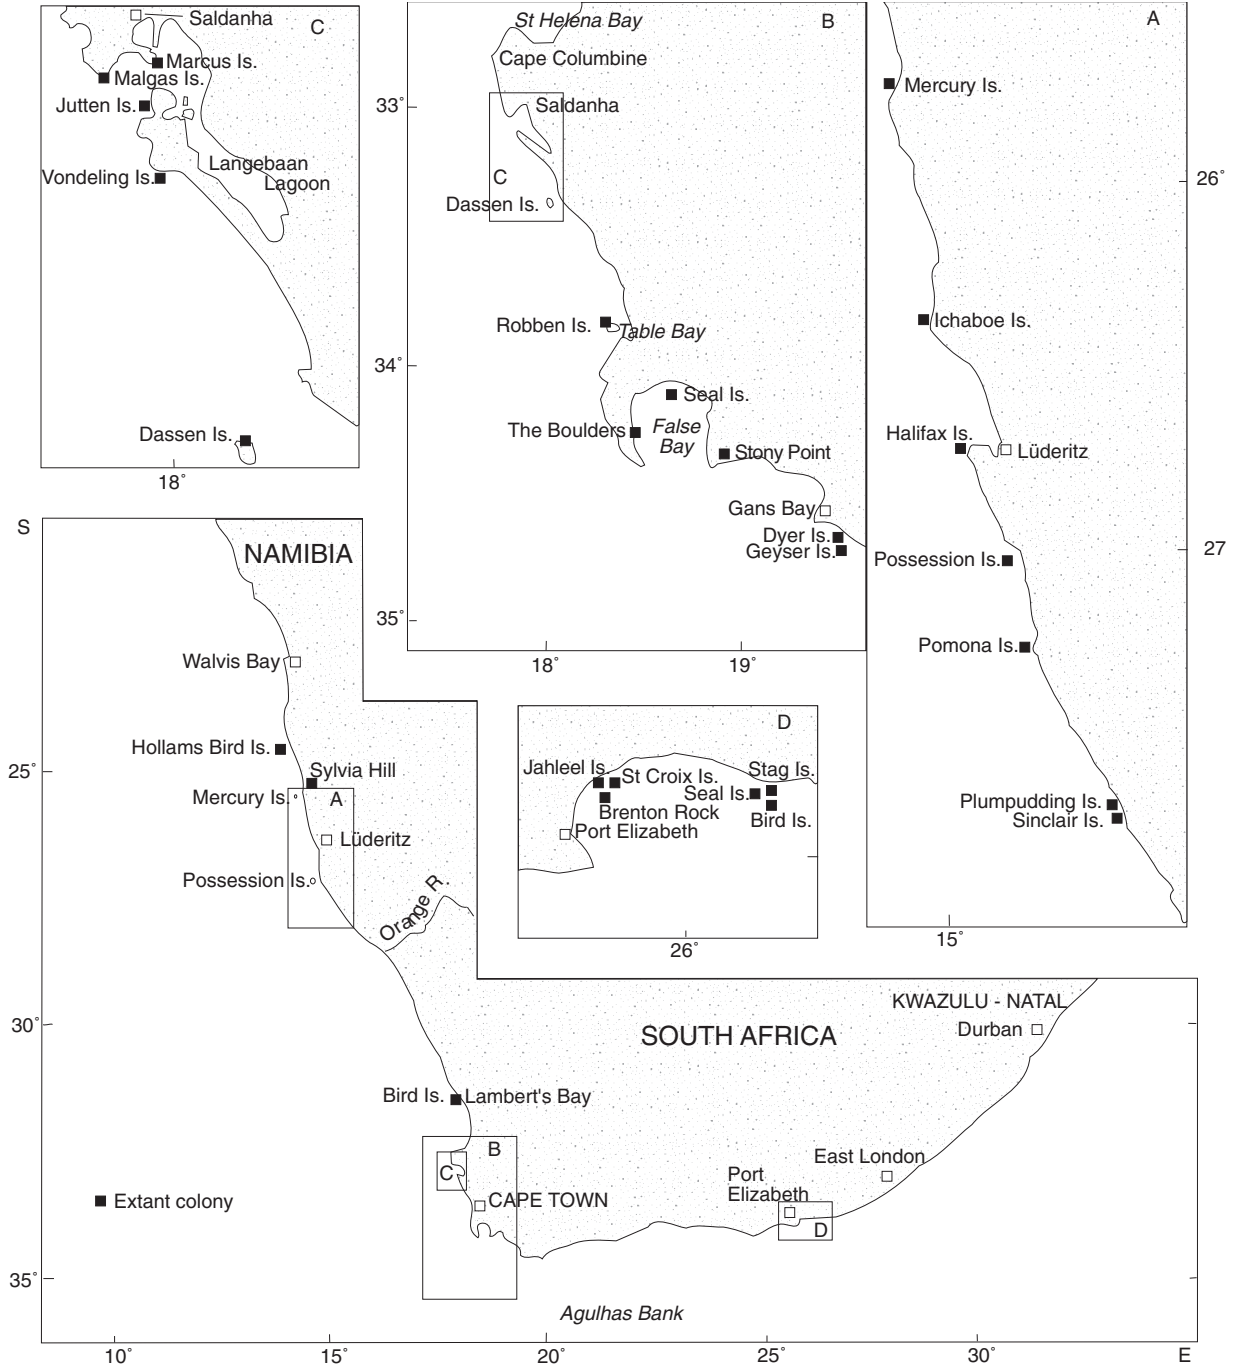 Saldanha
C
Marcus Is.
Malgas Is.
Jutten Is.
Langebaan
Lagoon
Vondeling Is.
Dassen Is.
18°
St Helena Bay
B
Cape Columbine
33°
Saldanha
C
Dassen Is.
Robben Is.
Table Bay
34°
Seal Is.
The Boulders
False
Bay
Stony Point
Gans Bay
Dyer Is.
Geyser Is.
35°
18°
19°
A
Mercury Is.
26°
Ichaboe Is.
Halifax Is.
Lüderitz
27
Possession Is.
Pomona Is.
Plumpudding Is.
Sinclair Is.
15°
D
Jahleel Is.
St Croix Is.
Stag Is.
Seal Is.
Brenton Rock
Bird Is.
Port Elizabeth
26°
S
NAMIBIA
Walvis Bay
Hollams Bird Is.
25°
Sylvia Hill
Mercury Is.
A
Lüderitz
Possession Is.
Orange R.
KWAZULU - NATAL
30°
Durban
SOUTH AFRICA
Bird Is.
Lambert's Bay
B
East London
C
Port
Elizabeth
CAPE TOWN
Extant colony
D
35°
Agulhas Bank
10°
15°
20°
25°
30°
E